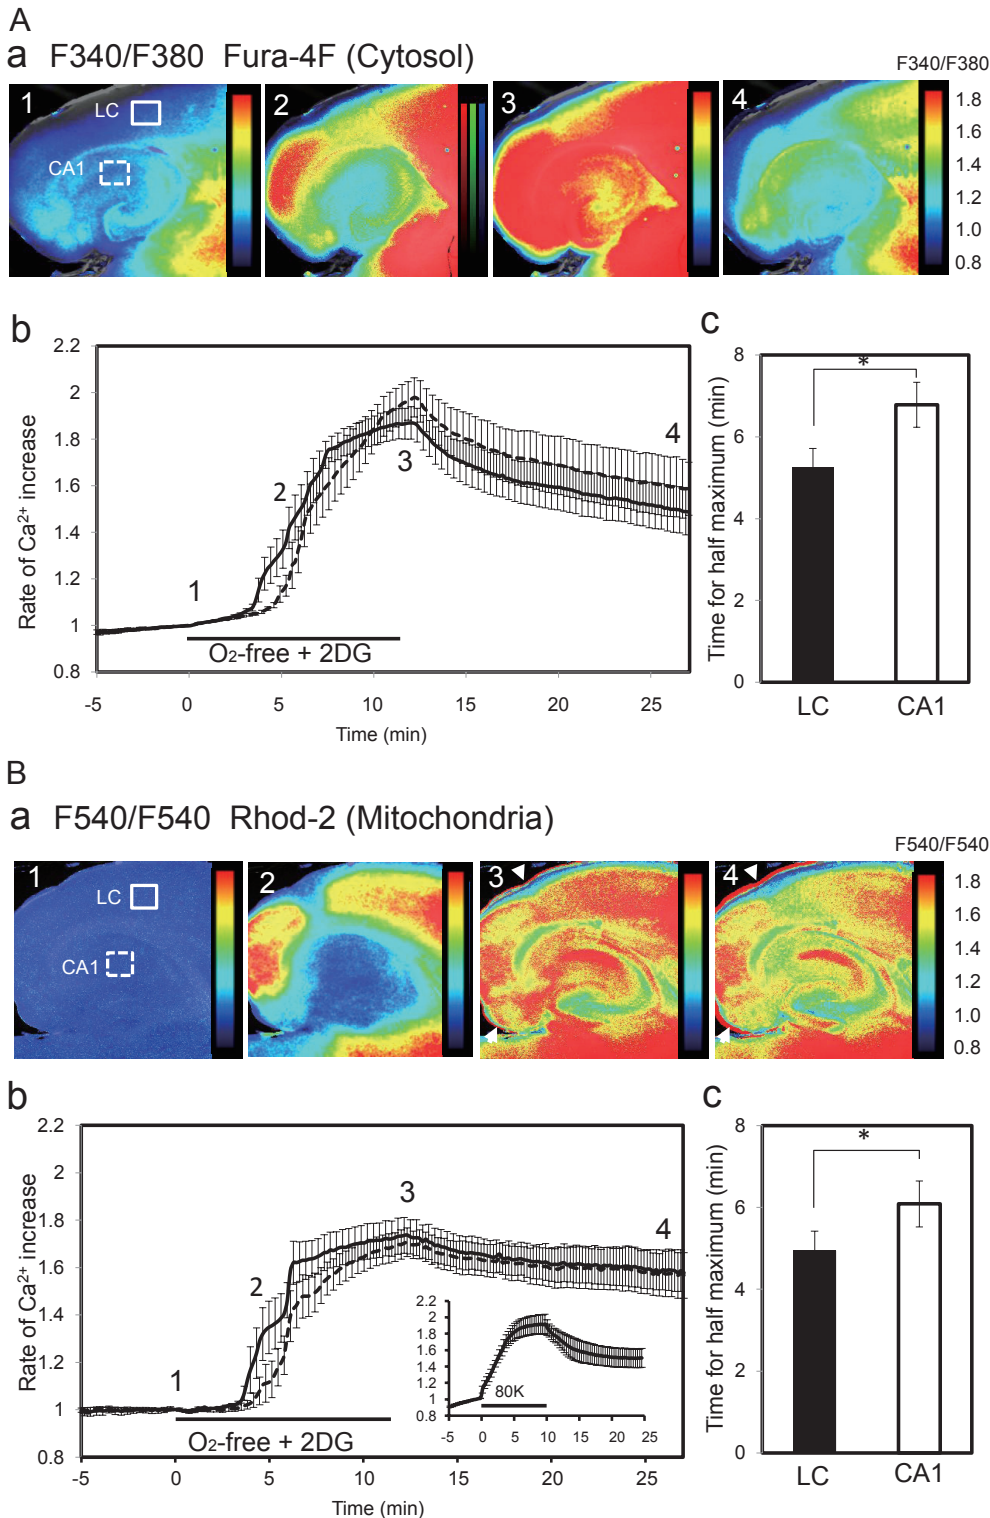 A
a F340/F380 Fura-4F (Cytosol)
F340/F380
1 2 3 4
LC
CA1
1.8
1.6
1.4
1.2
1.0
0.8
b
Rate of Ca²⁺ increase
2.2
2
1.8
1.6
1.4
1.2
1
0.8
1 2 3 4
O₂-free + 2DG
-5 0 5 10 15 20 25
Time (min)
c
Time for half maximum (min)
8
6
4
2
0
*
LC CA1
B
a F540/F540 Rhod-2 (Mitochondria)
F540/F540
1 2 3 4
LC
CA1
1.8
1.6
1.4
1.2
1.0
0.8
b
Rate of Ca²⁺ increase
2.2
2
1.8
1.6
1.4
1.2
1
0.8
1 2 3 4
O₂-free + 2DG
2.2
2
1.8
1.6
1.4
1.2
1
0.8
80K
-5 0 5 10 15 20 25
-5 0 5 10 15 20 25
Time (min)
c
Time for half maximum (min)
8
6
4
2
0
*
LC CA1